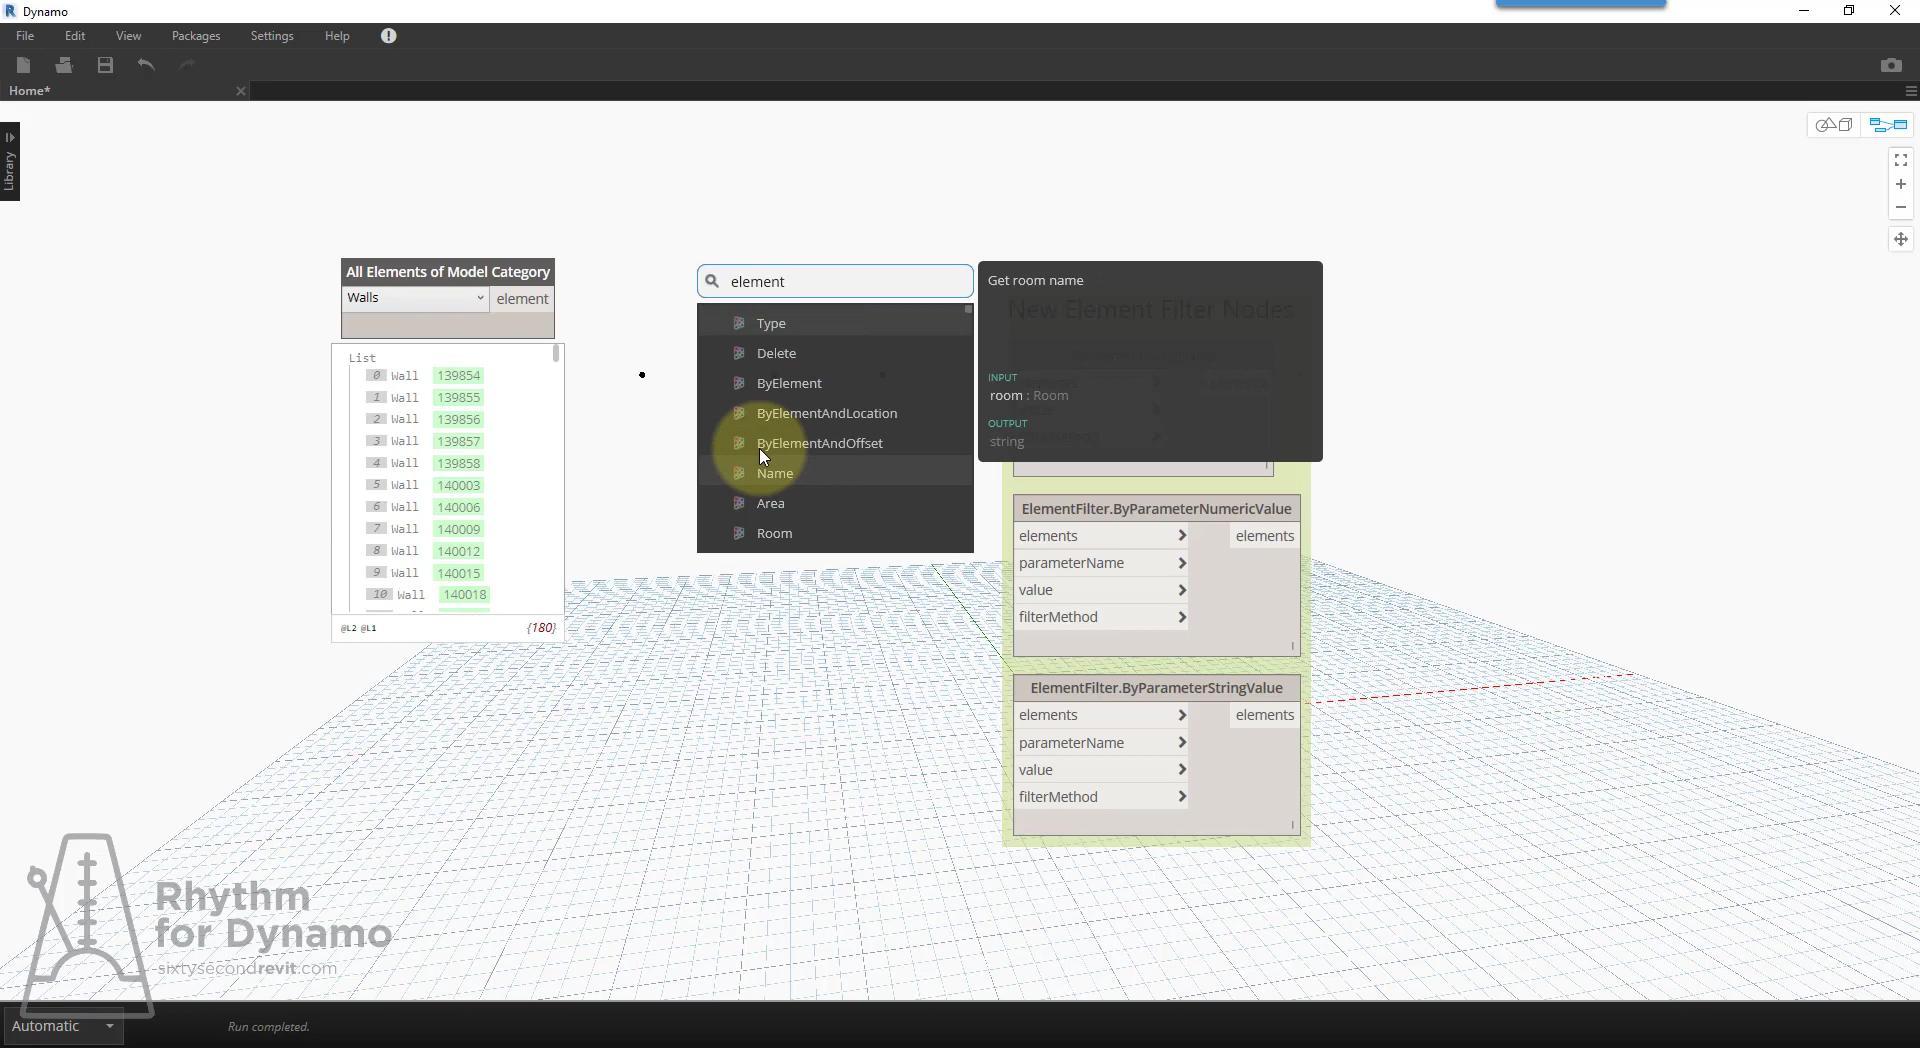 Dynamo
File Edit View Packages Settings Help
Home*
Library
All Elements of Model Category
Walls element
List
0 Wall 139854
1 Wall 139855
2 Wall 139856
3 Wall 139857
4 Wall 139858
5 Wall 140003
6 Wall 140006
7 Wall 140009
8 Wall 140012
9 Wall 140015
10 Wall 140018
@L2 @L1 {180}
element
Type
Delete
ByElement
ByElementAndLocation
ByElementAndOffset
Name
Area
Room
Get room name
New Element Filter Nodes
INPUT
room : Room
OUTPUT
string
ElementFilter.ByParameterNumericValue
elements elements
parameterName
value
filterMethod
ElementFilter.ByParameterStringValue
elements elements
parameterName
value
filterMethod
Rhythm
for Dynamo
sixtysecondrevit.com
Automatic
Run completed.